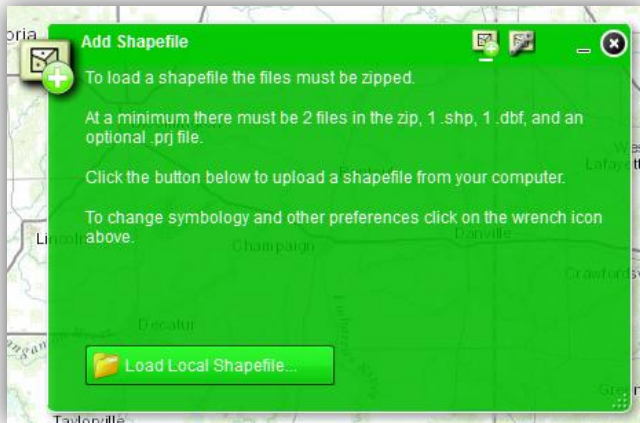 oria
Add Shapefile
To load a shapefile the files must be zipped.
At a minimum there must be 2 files in the zip, 1 .shp, 1 .dbf, and an
optional .prj file.
Click the button below to upload a shapefile from your computer.
To change symbology and other preferences click on the wrench icon
above.
Lafayett
Lincoln
Champaign
Danville
Crawfordsv
Decatur
Load Local Shapefile...
Green
Taylorville